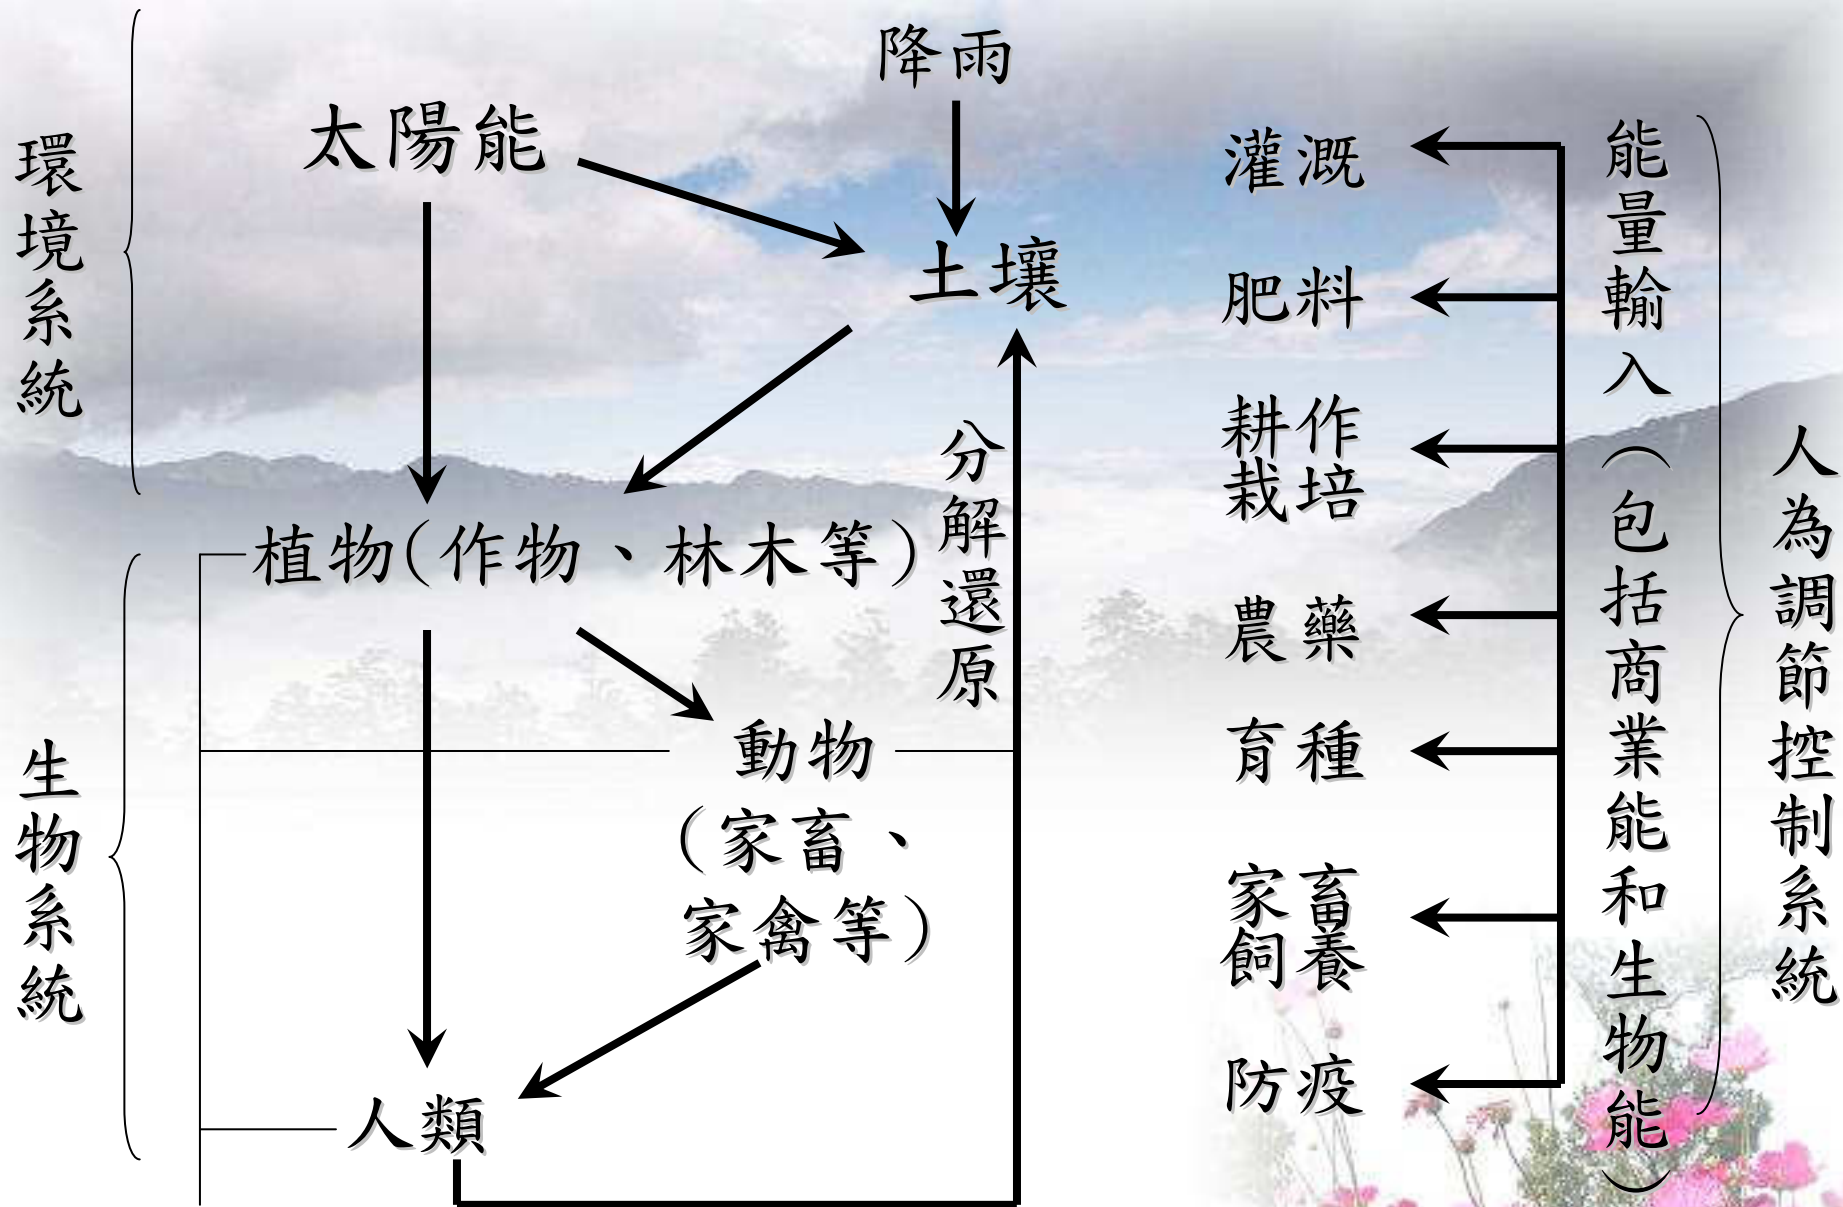 環境系統
降雨
太陽能
土壤
分解還原
植物(作物、林木等)
生物系統
動物
(家畜、
家禽等)
人類
灌溉
肥料
耕作
栽培
農藥
育種
家畜
飼養
防疫
能量輸入(包括商業能和生物能)
人為調節控制系統